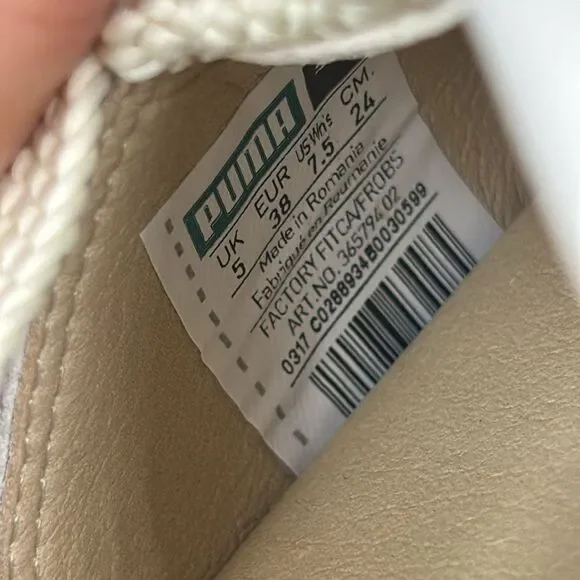 PUMA
UK EUR US Wn's CM.
5 38 7.5 24
Made in Romania
Fabriqué en Roumanie
FACTORY FITCA/FROBS
ART.NO. 365794 02
0317 C02889345D0030599